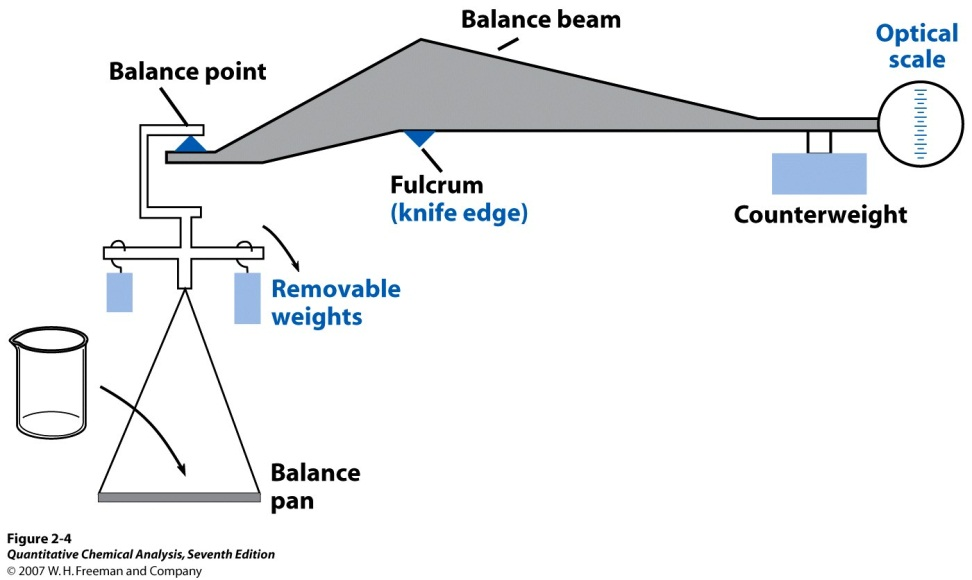 Balance beam
Optical
scale
Balance point
Fulcrum
(knife edge)
Counterweight
Removable
weights
Balance
pan
Figure 2-4
Quantitative Chemical Analysis, Seventh Edition
© 2007 W. H. Freeman and Company